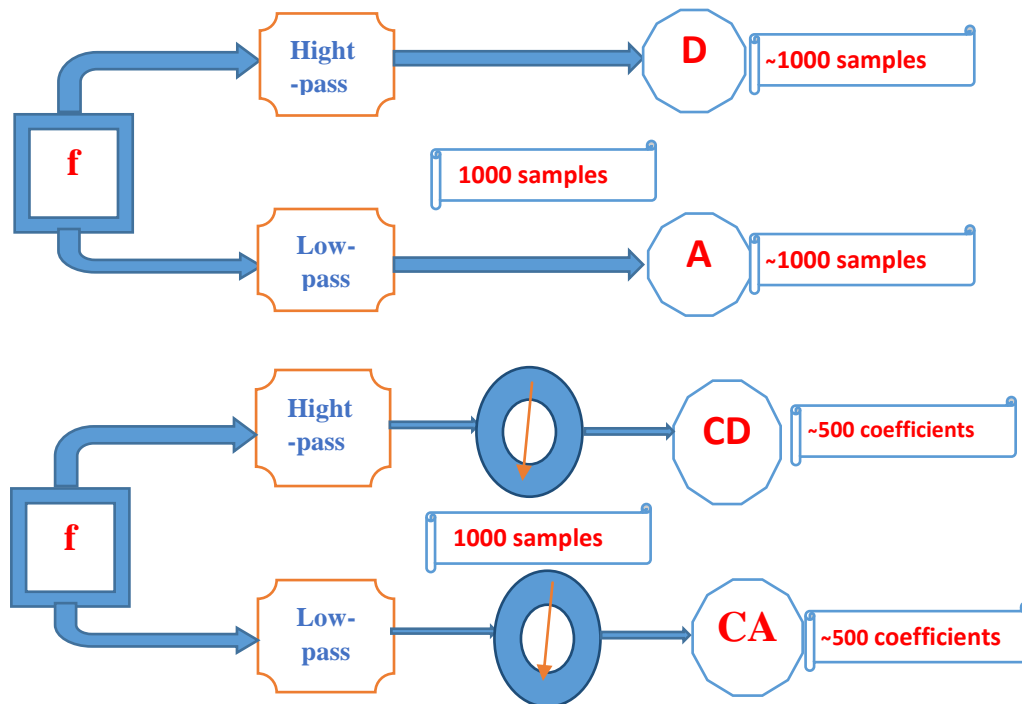 Hight
-pass
D
~1000 samples
f
1000 samples
Low-
pass
A
~1000 samples
Hight
-pass
CD
~500 coefficients
f
1000 samples
Low-
pass
CA
~500 coefficients